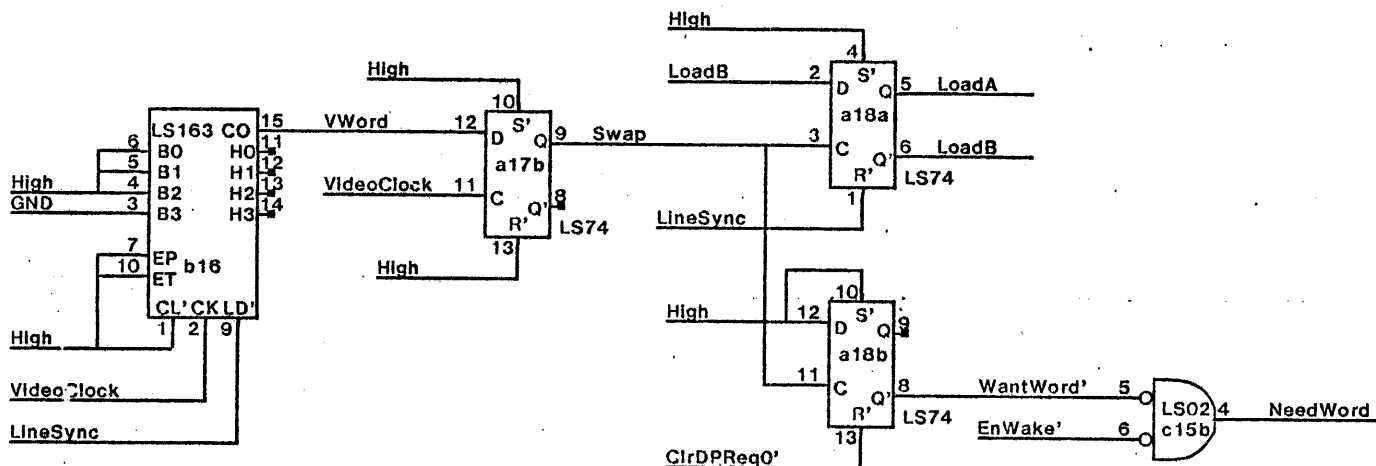 High
4
S'
LoadB
2
D
Q
5
LoadA
a18a
3
C
Q'
6
LoadB
R'
LS74
1
LineSync
High
10
S'
VWord
12
D
Q
9
Swap
a17b
VideoClock
11
C
Q'
8
R'
LS74
13
High
LS163
CO
15
6
B0
H0
11
5
B1
H1
12
High
4
B2
H2
13
GND
3
B3
H3
14
7
EP
10
ET
b16
CL'
CK
LD'
1
2
9
High
VideoClock
LineSync
10
S'
High
12
D
Q
9
a18b
11
C
Q'
8
WantWord'
R'
LS74
13
ClrDPReq0'
5
EnWake'
6
LS02
c15b
4
NeedWord